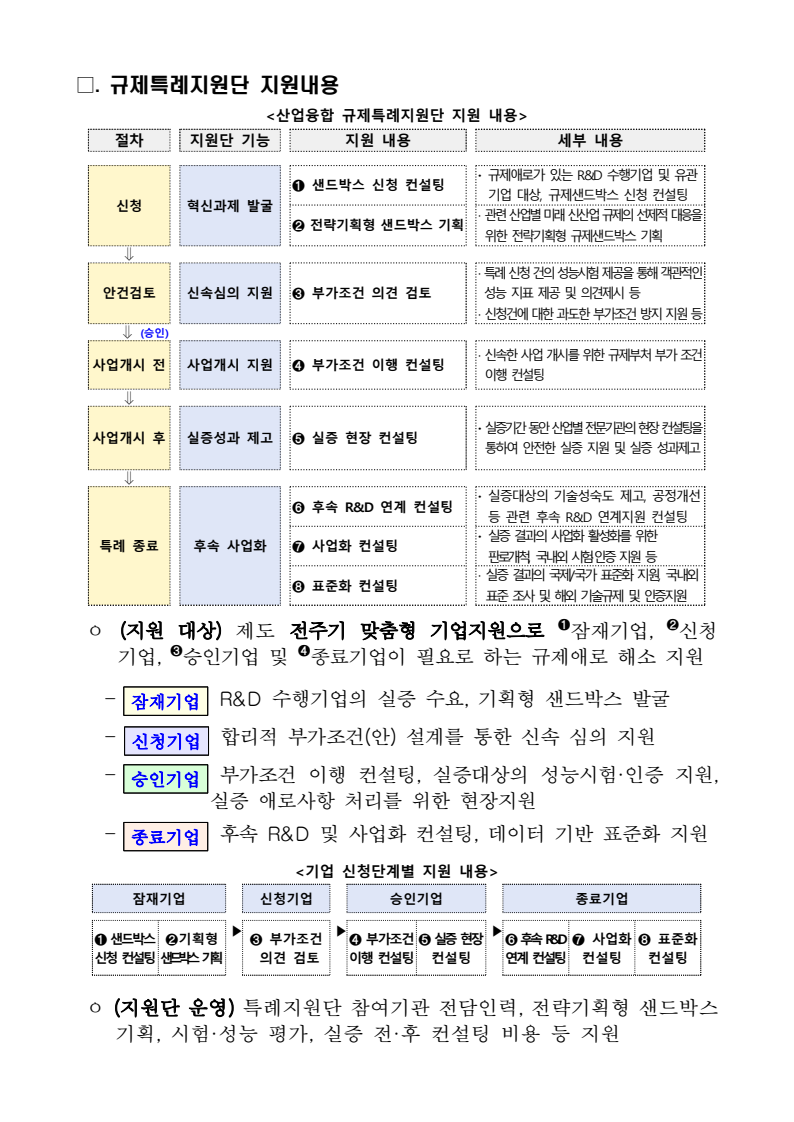 □. 규제특례지원단 지원내용
<산업융합 규제특례지원단 지원 내용>
절차 지원단 기능 지원 내용 세부 내용
신청 혁신과제 발굴
❶ 샌드박스 신청 컨설팅
· 규제애로가 있는 R&D 수행기업 및 유관
기업 대상, 규제샌드박스 신청 컨설팅
❷ 전략기획형 샌드박스 기획
· 관련 산업별 미래 신산업 규제의 선제적 대응을
위한 전략기획형 규제샌드박스 기획
⇓
안건검토 신속심의 지원 ❸ 부가조건 의견 검토
· 특례 신청 건의 성능시험 제공을 통해 객관적인
성능 지표 제공 및 의견제시 등
· 신청건에 대한 과도한 부가조건 방지 지원 등
⇓ (승인)
사업개시 전 사업개시 지원 ❹ 부가조건 이행 컨설팅
· 신속한 사업 개시를 위한 규제부처 부가 조건
이행 컨설팅
⇓
사업개시 후 실증성과 제고 ❺ 실증 현장 컨설팅
· 실증기간 동안 산업별 전문기관의 현장 컨설팅을
통하여 안전한 실증 지원 및 실증 성과제고
⇓
특례 종료 후속 사업화
❻ 후속 R&D 연계 컨설팅
· 실증대상의 기술성숙도 제고, 공정개선
등 관련 후속 R&D 연계지원 컨설팅
❼ 사업화 컨설팅
· 실증 결과의 사업화 활성화를 위한
판로개척, 국내외 시험인증 지원 등
❽ 표준화 컨설팅
· 실증 결과의 국제/국가 표준화 지원, 국내외
표준 조사 및 해외 기술규제 및 인증지원
ㅇ (지원 대상) 제도 전주기 맞춤형 기업지원으로 ❶잠재기업, ❷신청
기업, ❸승인기업 및 ❹종료기업이 필요로 하는 규제애로 해소 지원
- 잠재기업 R&D 수행기업의 실증 수요, 기획형 샌드박스 발굴
- 신청기업 합리적 부가조건(안) 설계를 통한 신속 심의 지원
- 승인기업 부가조건 이행 컨설팅, 실증대상의 성능시험·인증 지원,
실증 애로사항 처리를 위한 현장지원
- 종료기업 후속 R&D 및 사업화 컨설팅, 데이터 기반 표준화 지원
<기업 신청단계별 지원 내용>
잠재기업 신청기업 승인기업 종료기업
❶ 샌드박스 ❷기획형 ▶ ❸ 부가조건 ▶ ❹ 부가조건 ❺ 실증 현장 ▶ ❻ 후속 R&D ❼ 사업화 ❽ 표준화
신청 컨설팅 샌드박스 기획 의견 검토 이행 컨설팅 컨설팅 연계 컨설팅 컨설팅 컨설팅
ㅇ (지원단 운영) 특례지원단 참여기관 전담인력, 전략기획형 샌드박스
기획, 시험·성능 평가, 실증 전·후 컨설팅 비용 등 지원